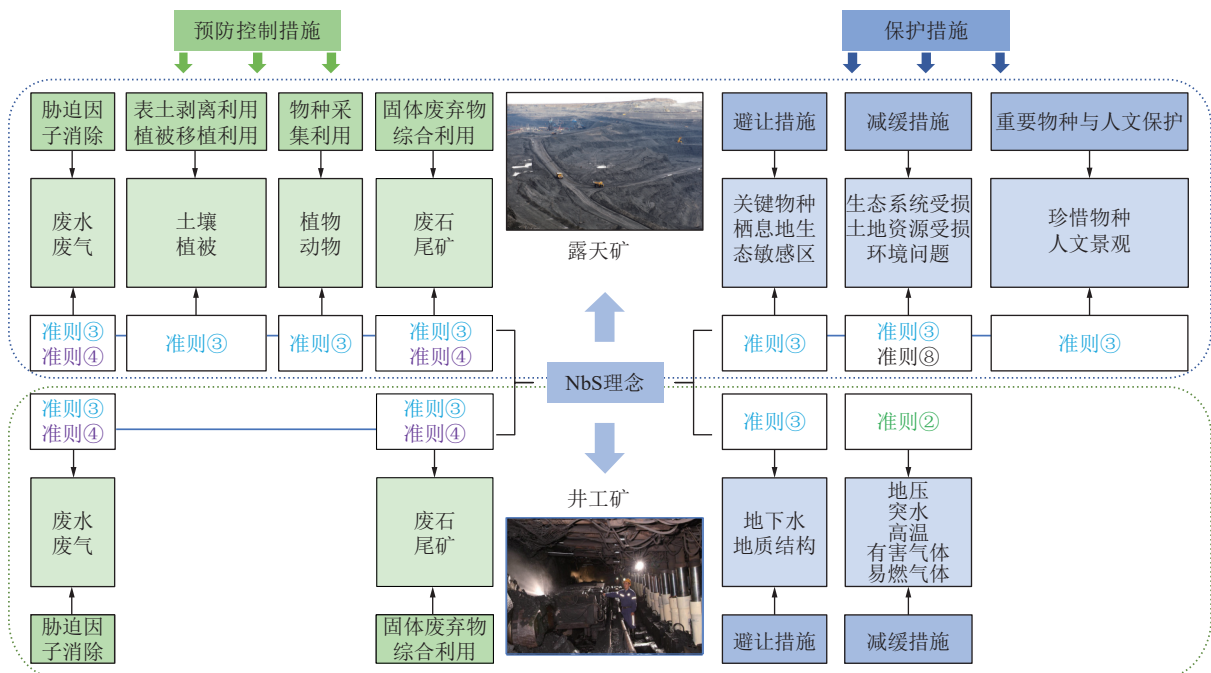 预防控制措施
保护措施
胁迫因
子消除
表土剥离利用
植被移植利用
物种采
集利用
固体废弃物
综合利用
避让措施
减缓措施
重要物种与人文保护
废水
废气
土壤
植被
植物
动物
废石
尾矿
露天矿
关键物种
栖息地生
态敏感区
生态系统受损
土地资源受损
环境问题
珍惜物种
人文景观
准则③
准则④
准则③
准则③
准则③
准则④
准则③
准则③
准则⑧
准则③
NbS理念
准则③
准则④
准则③
准则④
准则③
准则②
井工矿
废水
废气
废石
尾矿
地下水
地质结构
地压
突水
高温
有害气体
易燃气体
胁迫因
子消除
固体废弃物
综合利用
避让措施
减缓措施